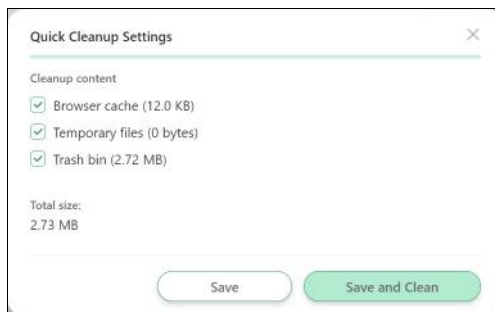 Quick Cleanup Settings
Cleanup content
Browser cache (12.0 KB)
Temporary files (0 bytes)
Trash bin (2.72 MB)
Total size:
2.73 MB
Save
Save and Clean